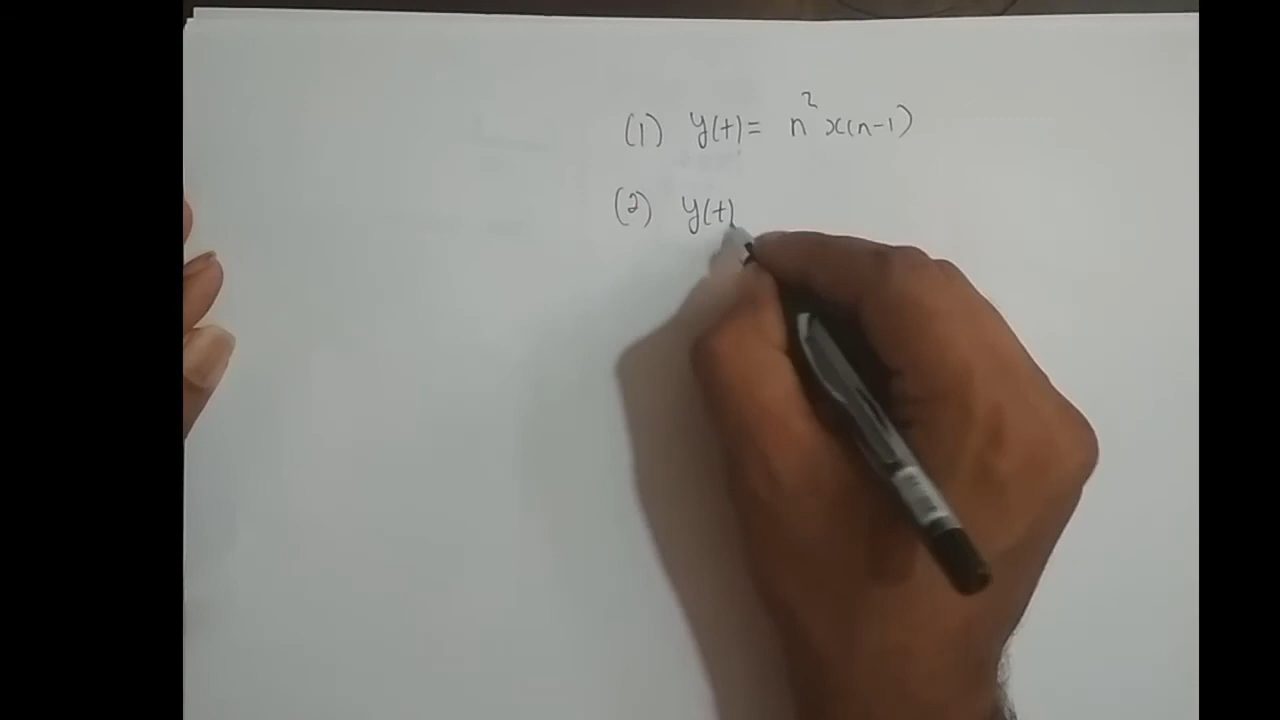 (1) y(t) = n² x(n-1)
(2) y(t)